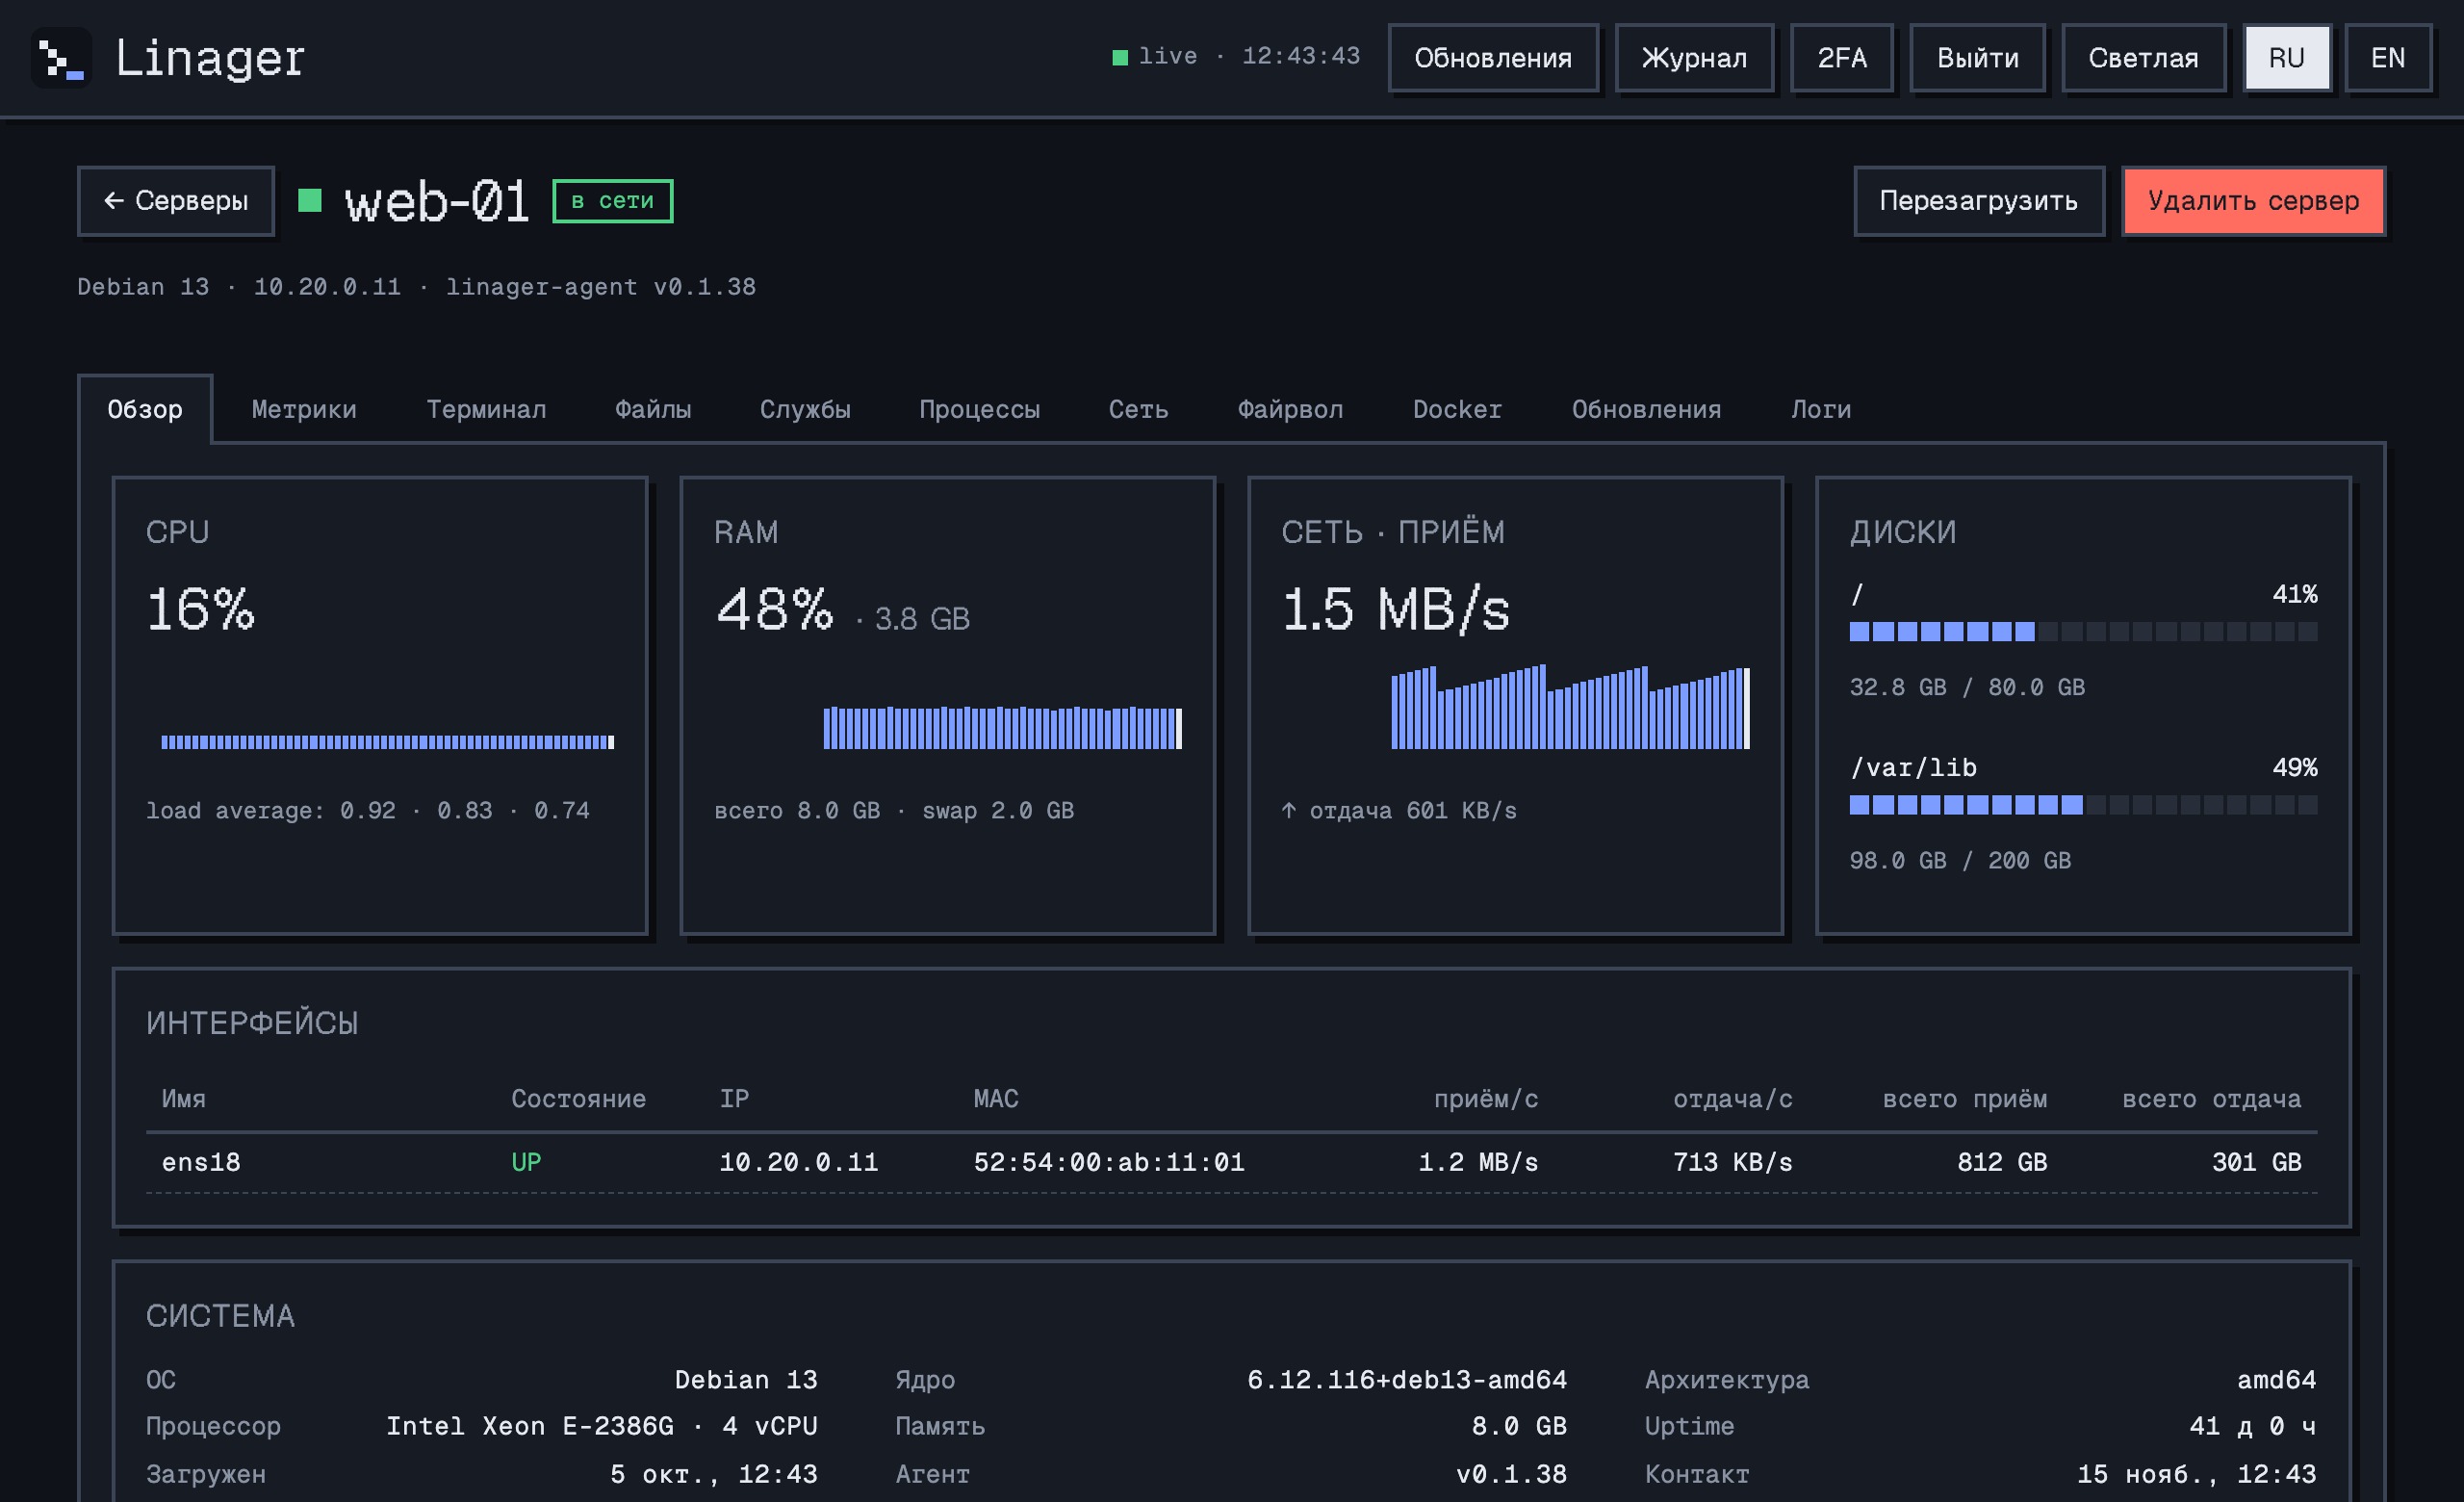 Linager
live · 12:43:43
Обновления
Журнал
2FA
Выйти
Светлая
RU
EN
← Серверы
web-01
в сети
Перезагрузить
Удалить сервер
Debian 13 · 10.20.0.11 · linager-agent v0.1.38
Обзор Метрики Терминал Файлы Службы Процессы Сеть Файрвол Docker Обновления Логи
CPU
16%
load average: 0.92 · 0.83 · 0.74
RAM
48% · 3.8 GB
всего 8.0 GB · swap 2.0 GB
СЕТЬ · ПРИЁМ
1.5 MB/s
↑ отдача 601 KB/s
ДИСКИ
/ 41%
32.8 GB / 80.0 GB
/var/lib 49%
98.0 GB / 200 GB
ИНТЕРФЕЙСЫ
Имя Состояние IP MAC приём/с отдача/с всего приём всего отдача
ens18 UP 10.20.0.11 52:54:00:ab:11:01 1.2 MB/s 713 KB/s 812 GB 301 GB
СИСТЕМА
ОС Debian 13 Ядро 6.12.116+deb13-amd64 Архитектура amd64
Процессор Intel Xeon E-2386G · 4 vCPU Память 8.0 GB Uptime 41 д 0 ч
Загружен 5 окт., 12:43 Агент v0.1.38 Контакт 15 нояб., 12:43